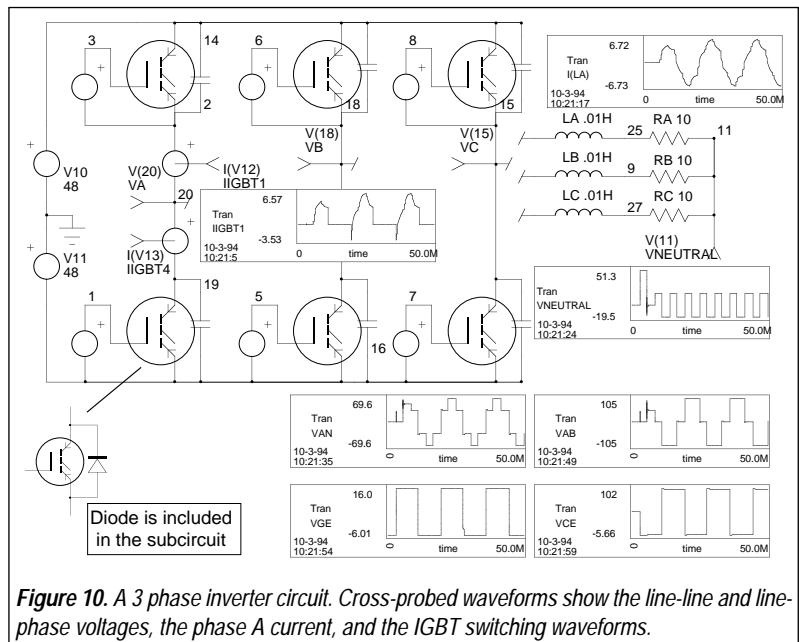 3
14
6
8
2
18
15
6.72
Tran
I(LA)
-6.73
10-3-94
10:21:17
0
time
50.0M
V10
48
V(20)
VA
I(V12)
IIGBT1
V(18)
VB
V(15)
VC
LA .01H
25
RA 10
11
LB .01H
9
RB 10
LC .01H
27
RC 10
V(11)
VNEUTRAL
20
6.57
Tran
IIGBT1
-3.53
10-3-94
10:21:5
0
time
50.0M
V11
48
I(V13)
IIGBT4
51.3
Tran
VNEUTRAL
-19.5
10-3-94
10:21:24
0
time
50.0M
1
19
5
7
16
69.6
Tran
VAN
-69.6
10-3-94
10:21:35
0
time
50.0M
105
Tran
VAB
-105
10-3-94
10:21:49
0
time
50.0M
16.0
Tran
VGE
-6.01
10-3-94
10:21:54
0
time
50.0M
102
Tran
VCE
-5.66
10-3-94
10:21:59
0
time
50.0M
Diode is included
in the subcircuit
Figure 10. A 3 phase inverter circuit. Cross-probed waveforms show the line-line and line-
phase voltages, the phase A current, and the IGBT switching waveforms.